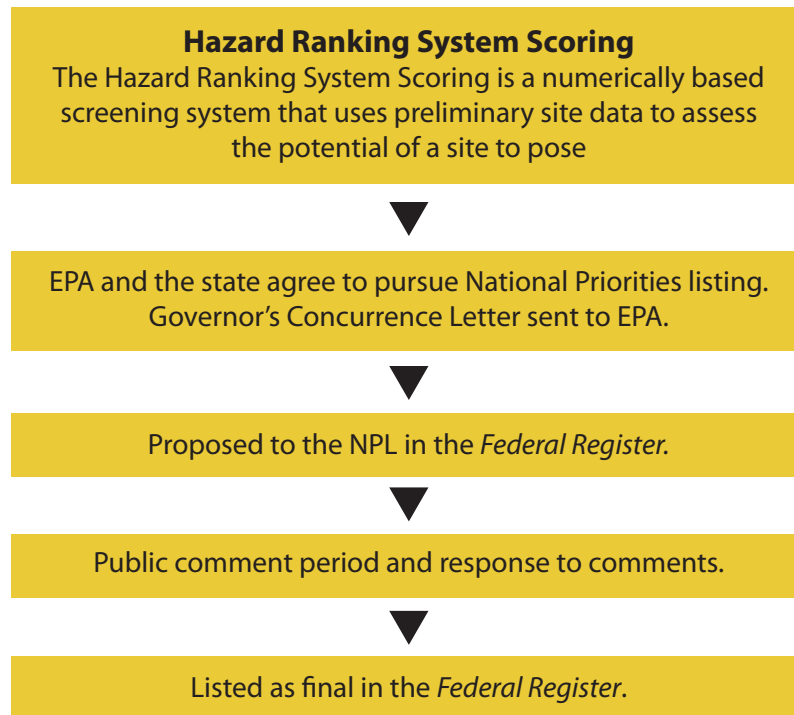 Hazard Ranking System Scoring
The Hazard Ranking System Scoring is a numerically based
screening system that uses preliminary site data to assess
the potential of a site to pose
EPA and the state agree to pursue National Priorities listing.
Governor’s Concurrence Letter sent to EPA.
Proposed to the NPL in the Federal Register.
Public comment period and response to comments.
Listed as final in the Federal Register.